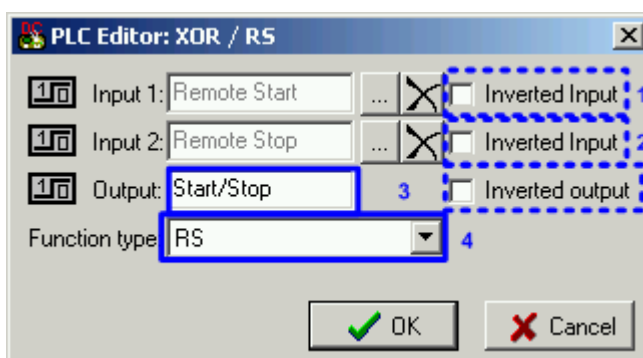 PLC Editor: XOR / RS
Input 1: Remote Start ... Inverted Input 1
Input 2: Remote Stop ... Inverted Input 2
Output: Start/Stop 3 Inverted output
Function type RS 4
OK Cancel